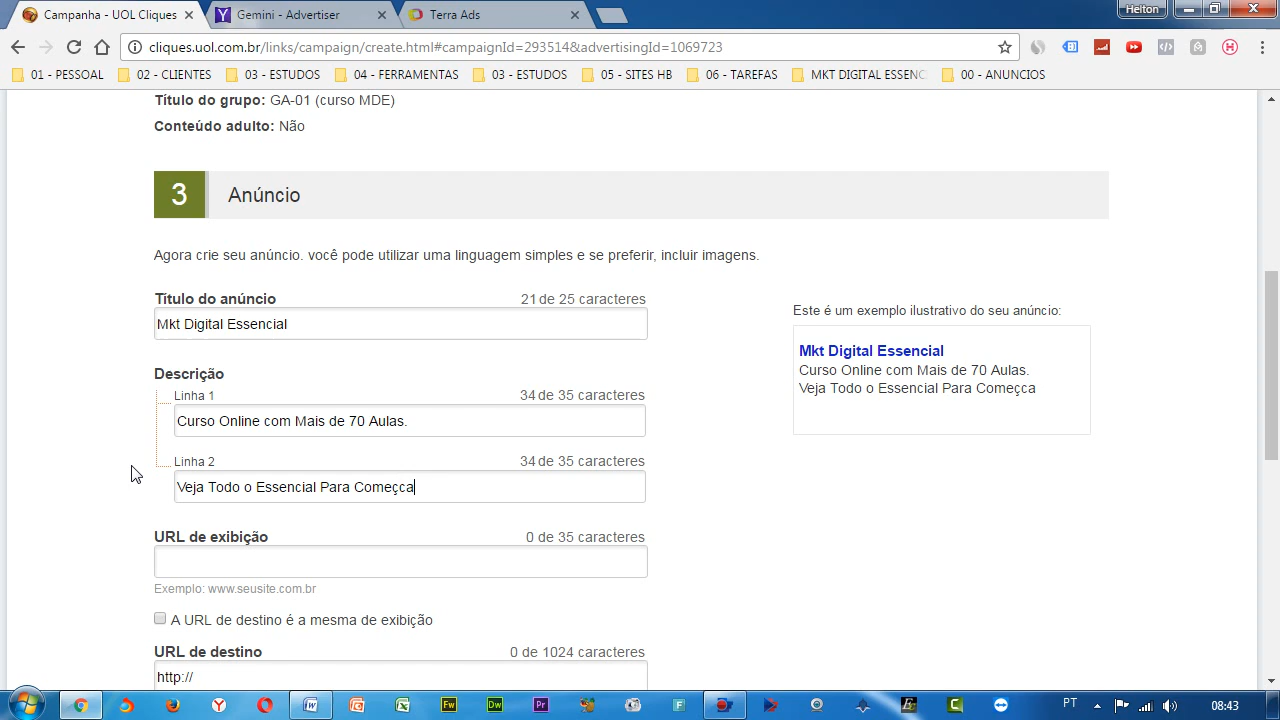 Campanha - UOL Cliques
Gemini - Advertiser
Terra Ads
Helton
cliques.uol.com.br/links/campaign/create.html#campaignId=293514&advertisingId=1069723
01 - PESSOAL
02 - CLIENTES
03 - ESTUDOS
04 - FERRAMENTAS
03 - ESTUDOS
05 - SITES HB
06 - TAREFAS
MKT DIGITAL ESSENC
00 - ANUNCIOS
Título do grupo: GA-01 (curso MDE)
Conteúdo adulto: Não
3 Anúncio
Agora crie seu anúncio. você pode utilizar uma linguagem simples e se preferir, incluir imagens.
Título do anúncio 21 de 25 caracteres
Mkt Digital Essencial
Descrição
Linha 1 34 de 35 caracteres
Curso Online com Mais de 70 Aulas.
Linha 2 34 de 35 caracteres
Veja Todo o Essencial Para Começca
URL de exibição 0 de 35 caracteres
Exemplo: www.seusite.com.br
A URL de destino é a mesma de exibição
URL de destino 0 de 1024 caracteres
http://
Este é um exemplo ilustrativo do seu anúncio:
Mkt Digital Essencial
Curso Online com Mais de 70 Aulas.
Veja Todo o Essencial Para Começca
PT
08:43